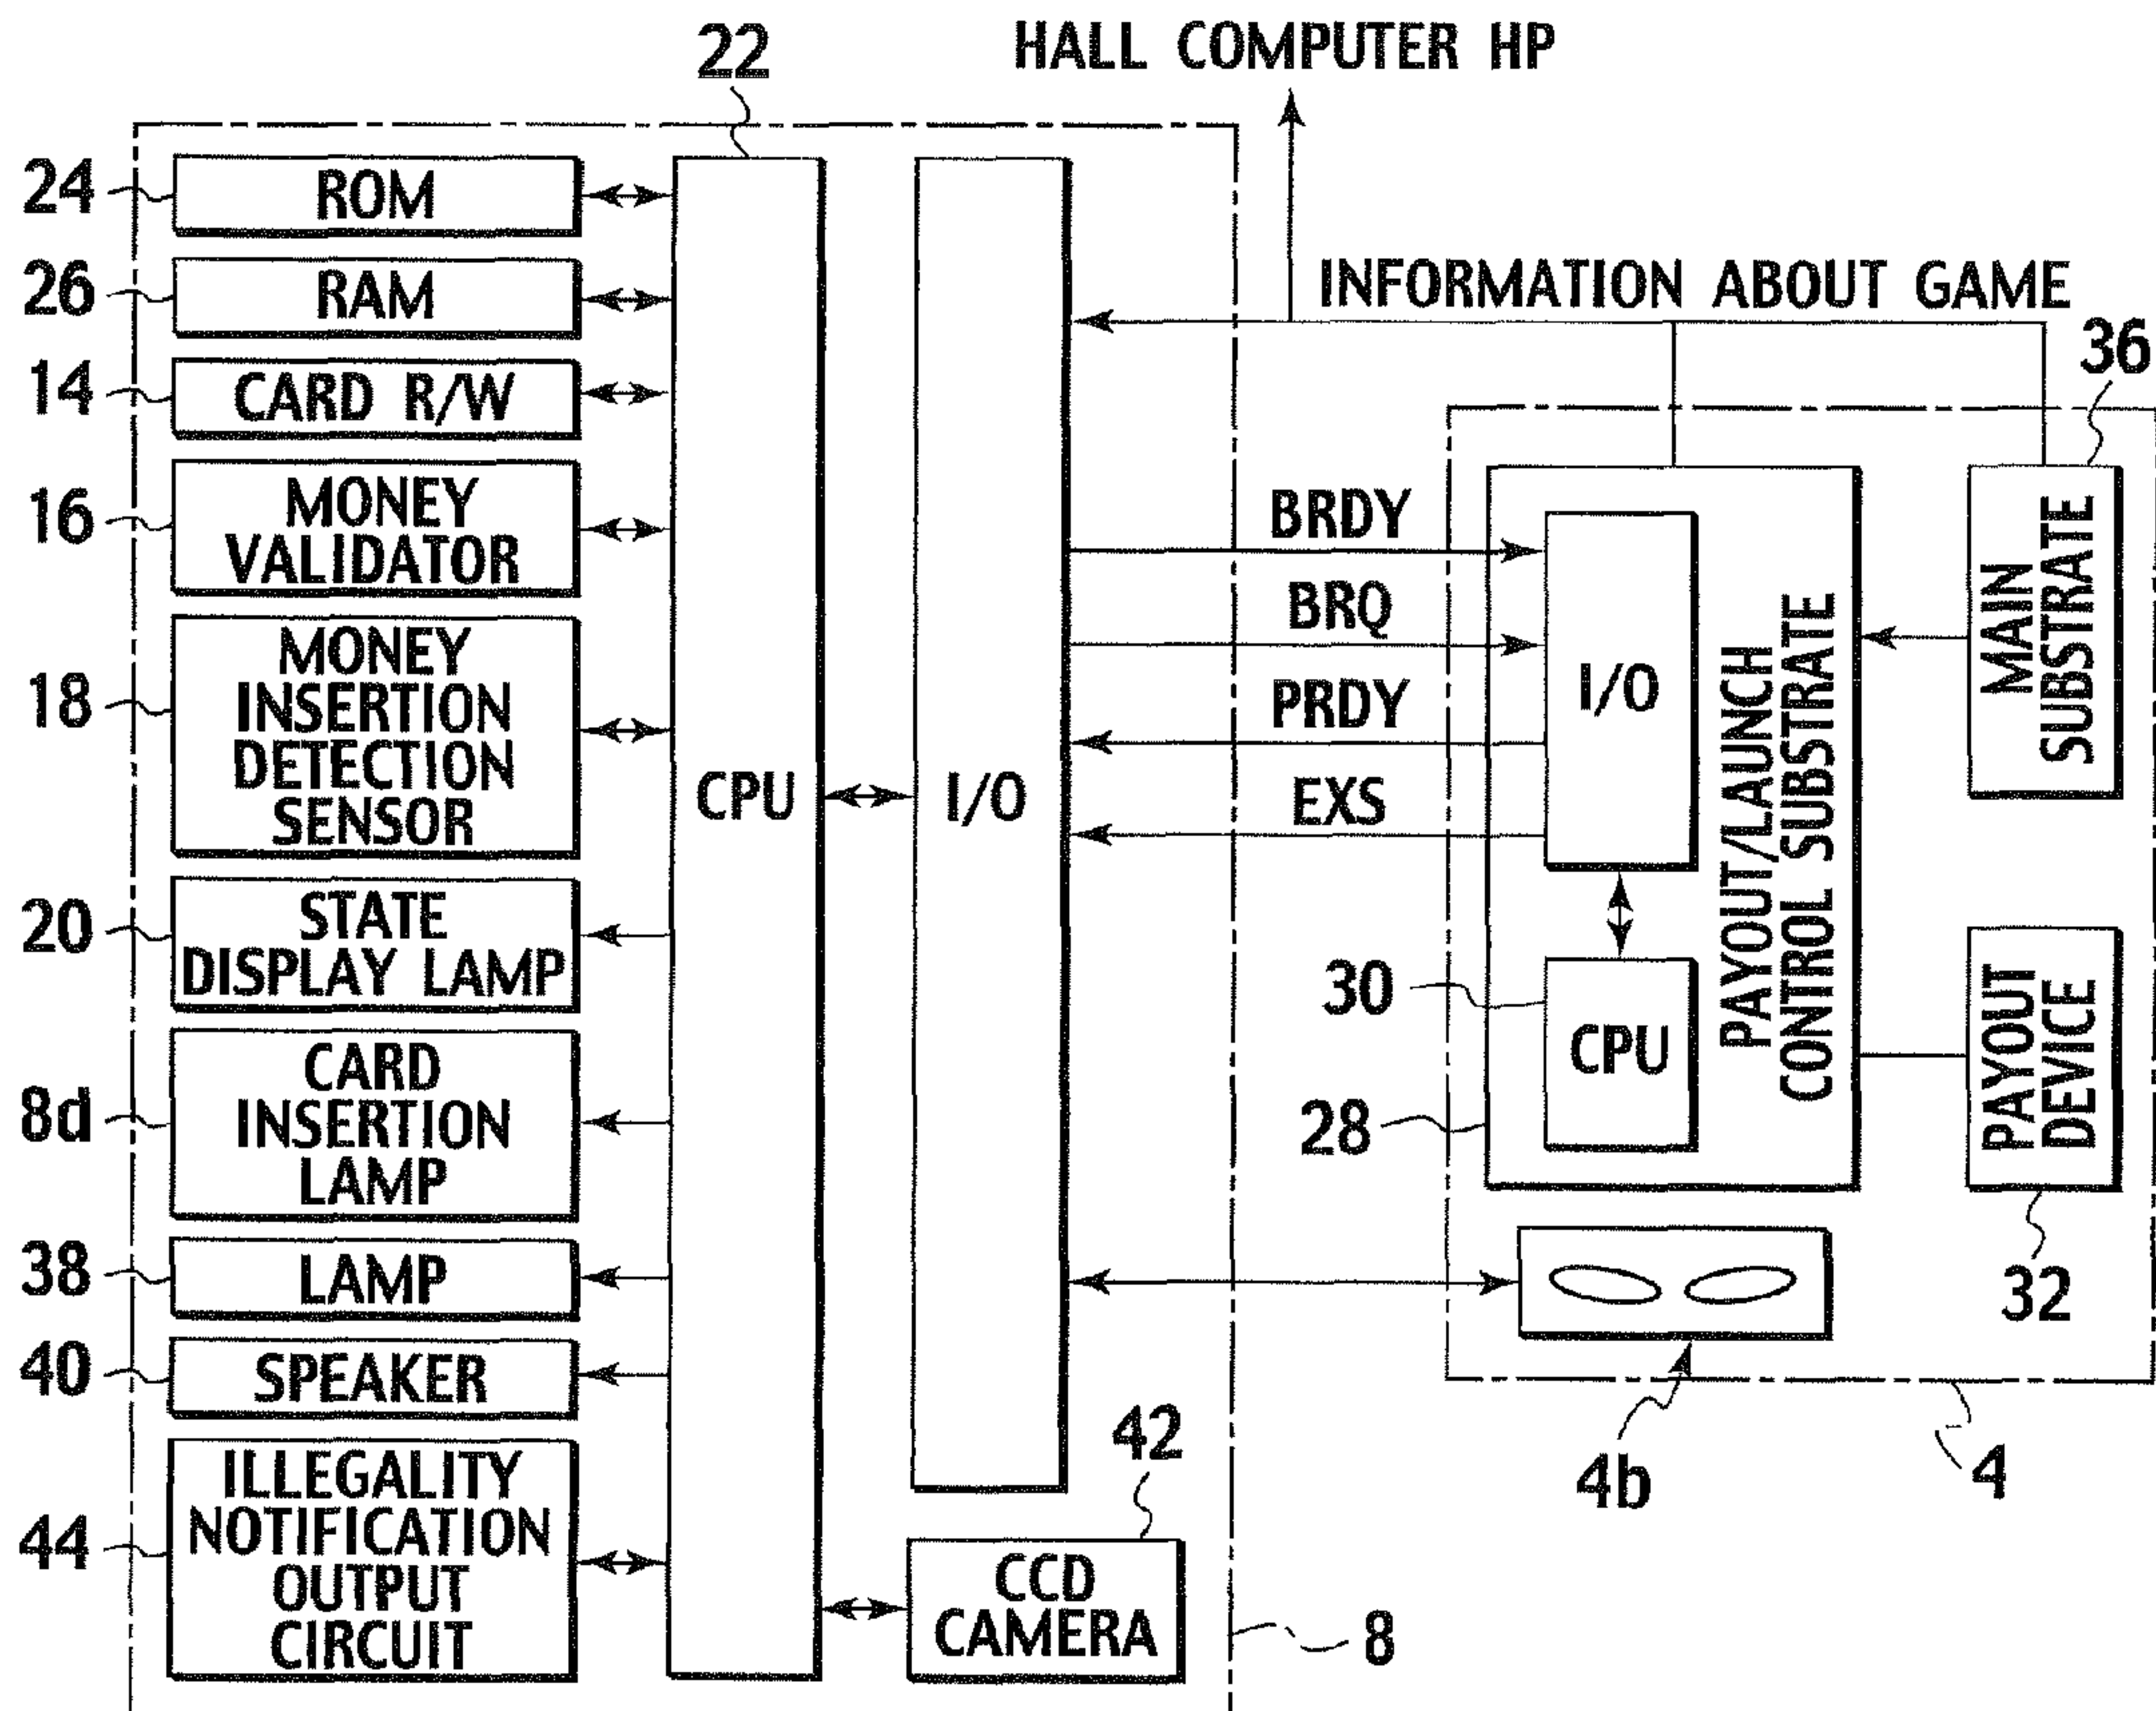 22
HALL COMPUTER HP
24
ROM
26
RAM
14
CARD R/W
16
MONEY
VALIDATOR
18
MONEY
INSERTION
DETECTION
SENSOR
20
STATE
DISPLAY LAMP
8d
CARD
INSERTION
LAMP
38
LAMP
40
SPEAKER
44
ILLEGALITY
NOTIFICATION
OUTPUT
CIRCUIT
CPU
I/O
42
CCD
CAMERA
8
INFORMATION ABOUT GAME
BRDY
BRQ
PRDY
EXS
I/O
30
CPU
28
PAYOUT/LAUNCH
CONTROL SUBSTRATE
36
MAIN
SUBSTRATE
PAYOUT
DEVICE
32
4b
4